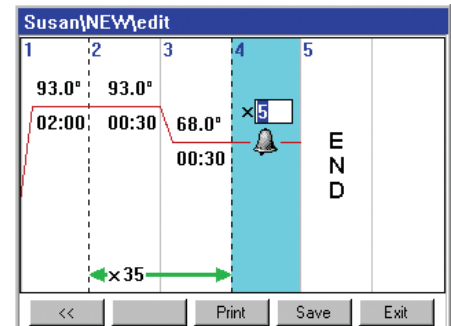 Susan\NEW\edit
1 2 3 4 5
93.0° 93.0°
×5
02:00 00:30 68.0°
00:30
E
N
D
×35
<< Print Save Exit